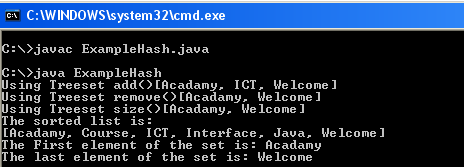 C:\WINDOWS\system32\cmd.exe
C:\>javac ExampleHash.java
C:\>java ExampleHash
Using Treeset add()[Acadamy, ICT, Welcome]
Using Treeset remove()[Acadamy, Welcome]
Using Treeset size()[Acadamy, Welcome]
The sorted list is:
[Acadamy, Course, ICT, Interface, Java, Welcome]
The First element of the set is: Acadamy
The last element of the set is: Welcome